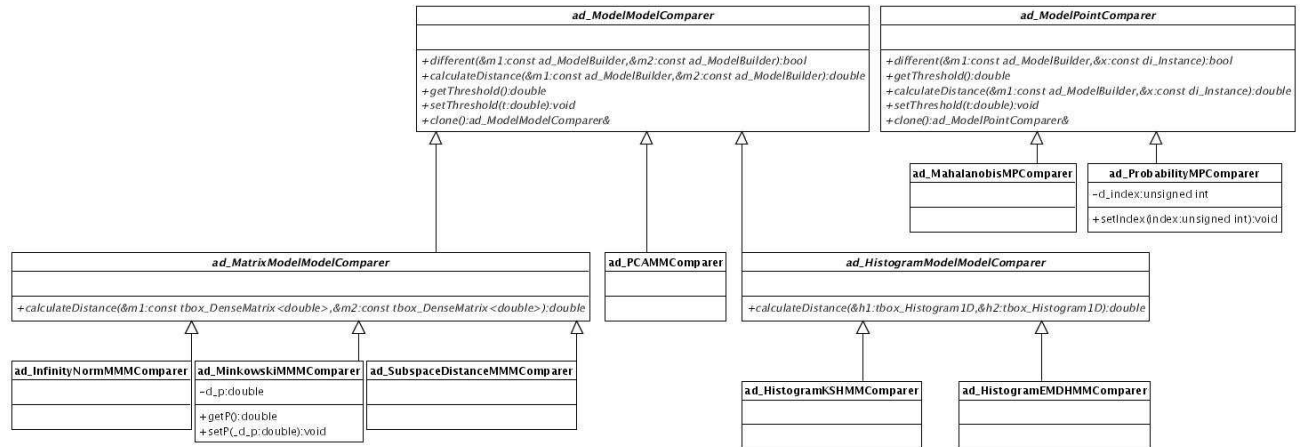 ad_ModelModelComparer
+different(&m1:const ad_ModelBuilder,&m2:const ad_ModelBuilder):bool
+calculateDistance(&m1:const ad_ModelBuilder,&m2:const ad_ModelBuilder):double
+getThreshold():double
+setThreshold(t:double):void
+clone():ad_ModelModelComparer&
ad_ModelPointComparer
+different(&m1:const ad_ModelBuilder,&x:const di_Instance):bool
+getThreshold():double
+calculateDistance(&m1:const ad_ModelBuilder,&x:const di_Instance):double
+setThreshold(t:double):void
+clone():ad_ModelPointComparer&
ad_MahalanobisMPComparer
ad_ProbabilityMPComparer
-d_index:unsigned int
+setIndex(index:unsigned int):void
ad_MatrixModelModelComparer
+calculateDistance(&m1:const tbox_DenseMatrix<double>,&m2:const tbox_DenseMatrix<double>):double
ad_PCAMMComparer
ad_HistogramModelModelComparer
+calculateDistance(&h1:tbox_Histogram1D,&h2:tbox_Histogram1D):double
ad_InfinityNormMMMComparer
ad_MinkowskiMMMComparer
-d_p:double
+getP():double
+setP(_d_p:double):void
ad_SubspaceDistanceMMMComparer
ad_HistogramKSHMMComparer
ad_HistogramEMDHMMComparer